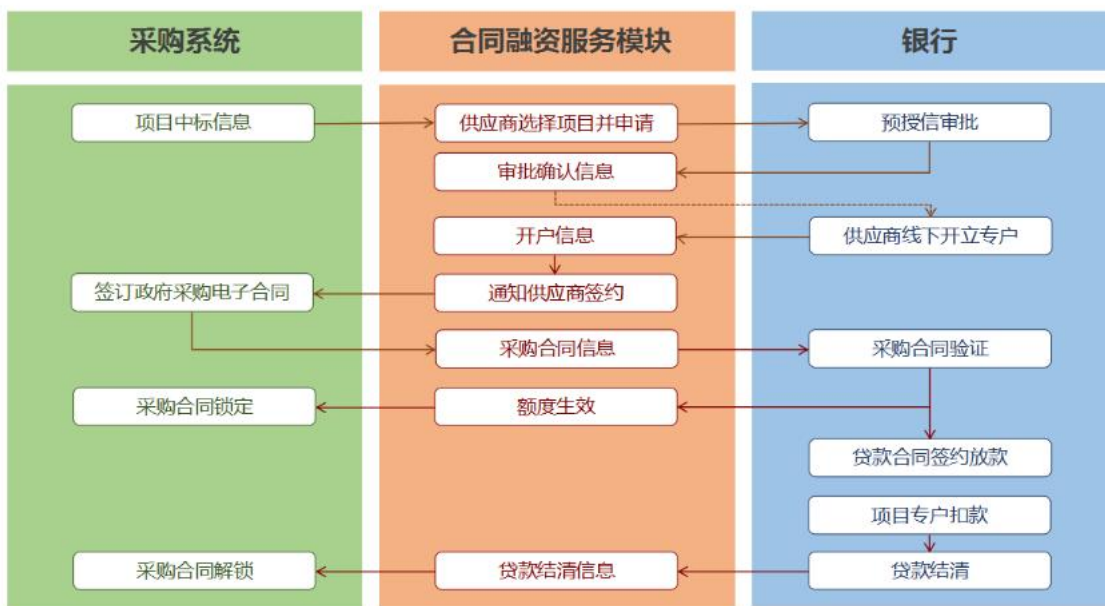 采购系统
合同融资服务模块
银行
项目中标信息
供应商选择项目并申请
预授信审批
审批确认信息
开户信息
供应商线下开立专户
签订政府采购电子合同
通知供应商签约
采购合同信息
采购合同验证
采购合同锁定
额度生效
贷款合同签约放款
项目专户扣款
采购合同解锁
贷款结清信息
贷款结清